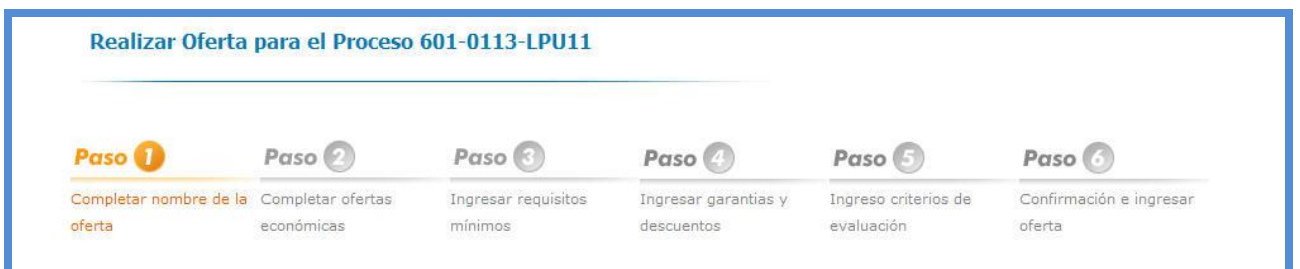 Realizar Oferta para el Proceso 601-0113-LPU11
Paso 1
Completar nombre de la
oferta
Paso 2
Completar ofertas
económicas
Paso 3
Ingresar requisitos
mínimos
Paso 4
Ingresar garantias y
descuentos
Paso 5
Ingreso criterios de
evaluación
Paso 6
Confirmación e ingresar
oferta